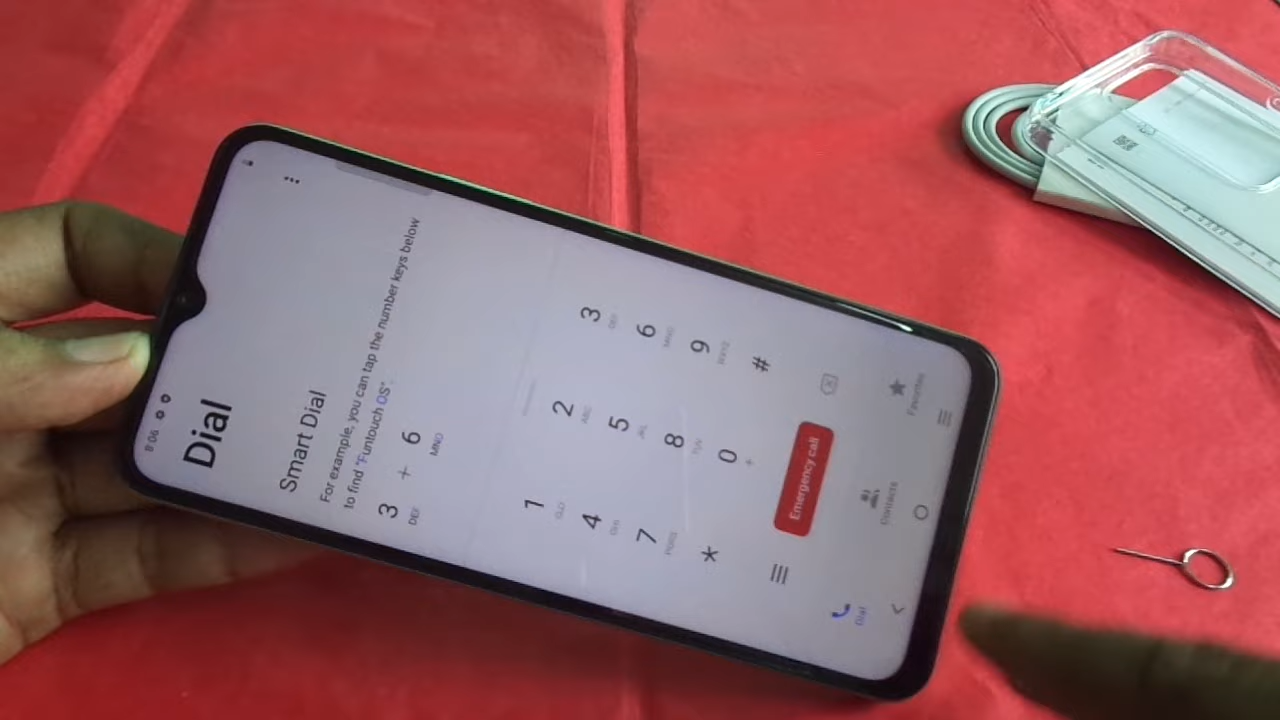 8:06
Dial
Smart Dial
For example, you can tap the number keys below
to find "Funtouch OS".
3 + 6
DEF MNO
1 2 3
ABC DEF
4 5 6
GHI JKL MNO
7 8 9
PQRS TUV WXYZ
* 0 #
+
Emergency call
Dial Contacts Favorites